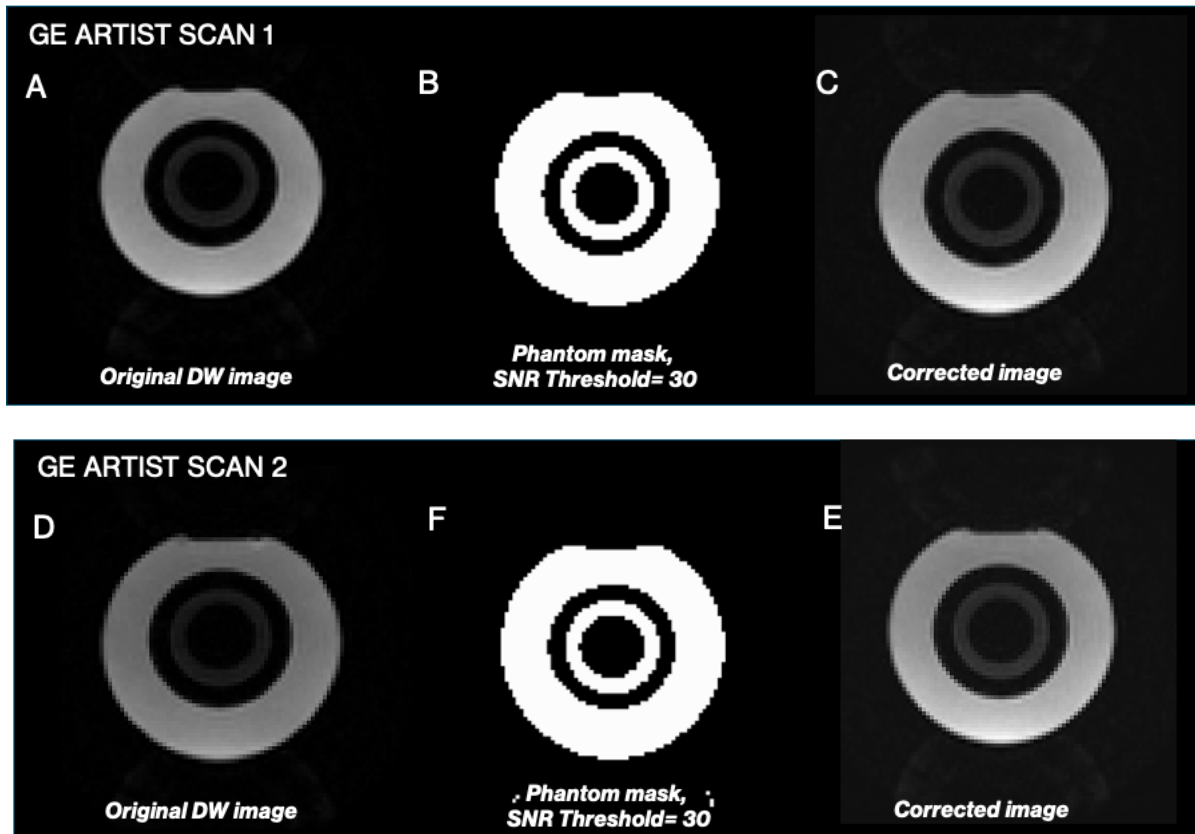 GE ARTIST SCAN 1
A
B
C
Original DW image
Phantom mask,
SNR Threshold= 30
Corrected image
GE ARTIST SCAN 2
D
F
E
Original DW image
Phantom mask,
SNR Threshold= 30
Corrected image